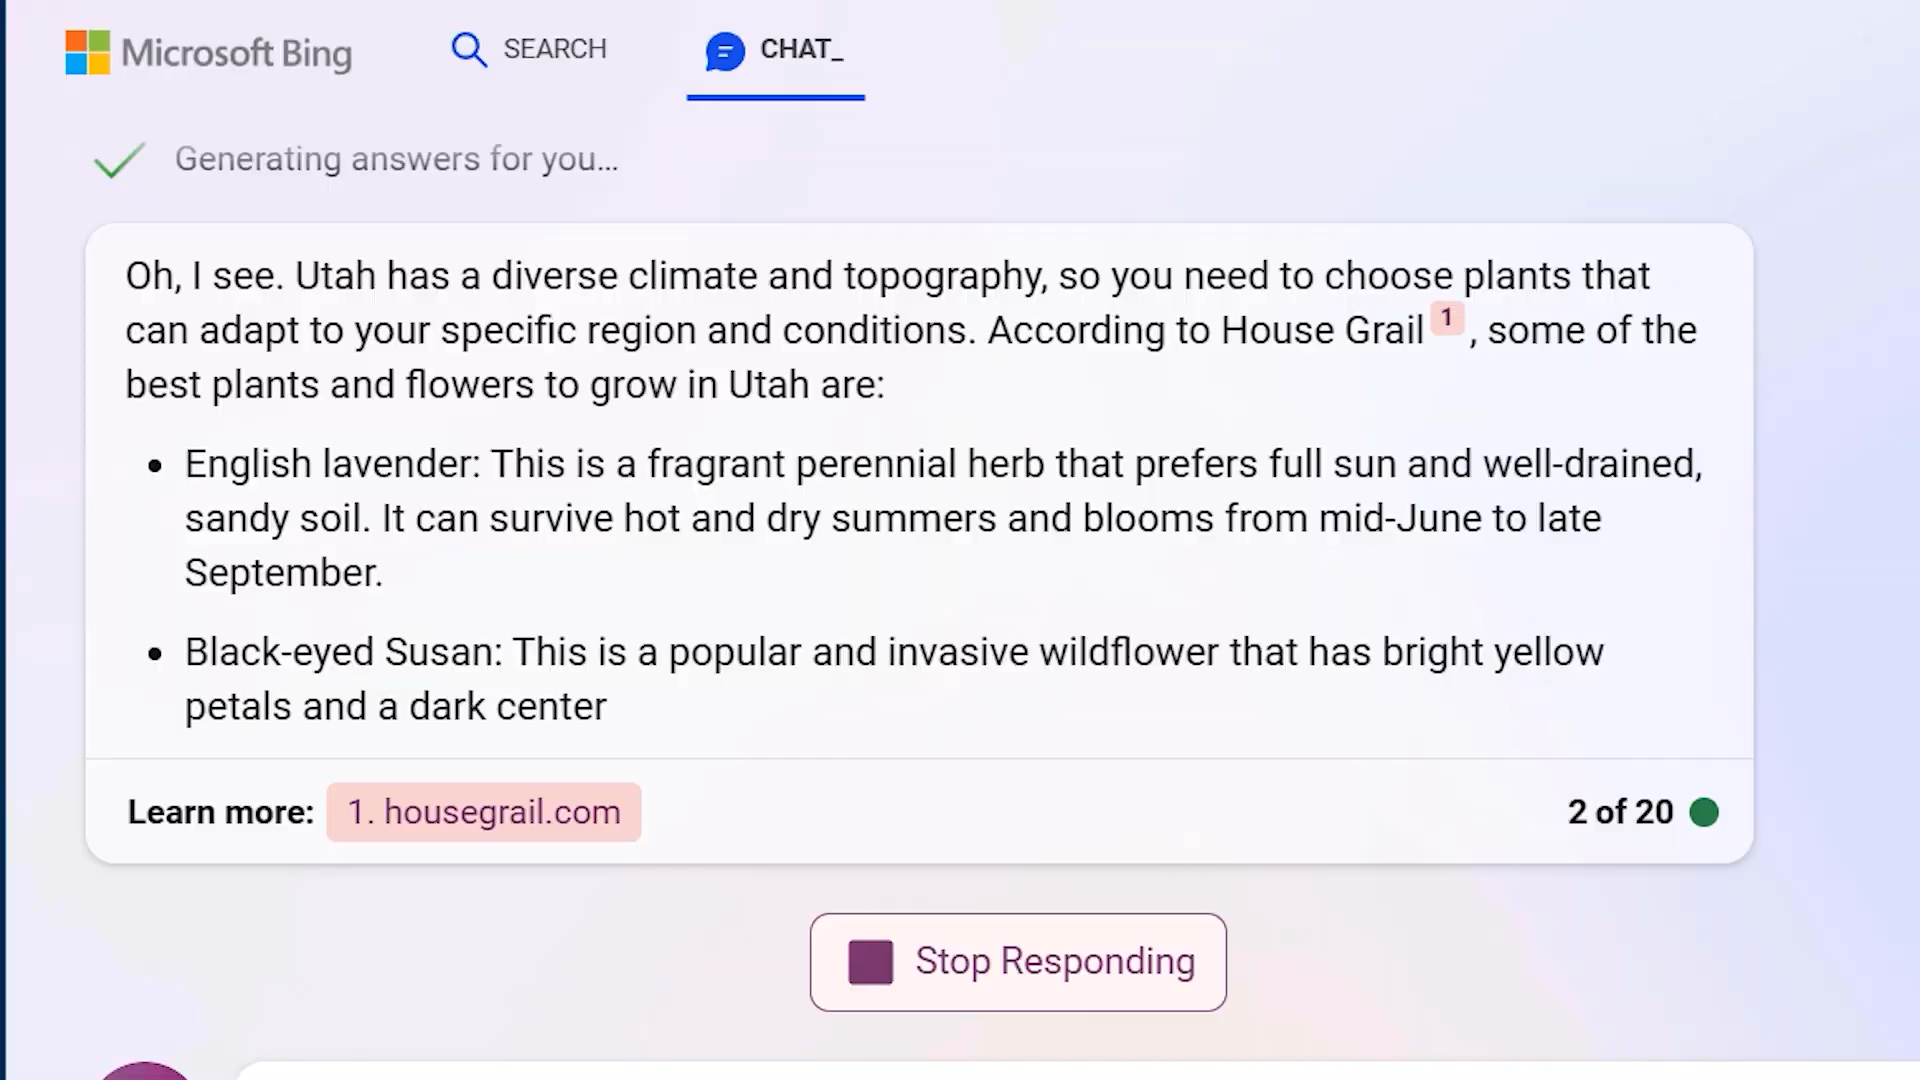 Microsoft Bing
SEARCH
CHAT_
Generating answers for you...
Oh, I see. Utah has a diverse climate and topography, so you need to choose plants that
can adapt to your specific region and conditions. According to House Grail 1 , some of the
best plants and flowers to grow in Utah are:
• English lavender: This is a fragrant perennial herb that prefers full sun and well-drained,
sandy soil. It can survive hot and dry summers and blooms from mid-June to late
September.
• Black-eyed Susan: This is a popular and invasive wildflower that has bright yellow
petals and a dark center
Learn more: 1. housegrail.com
2 of 20
Stop Responding